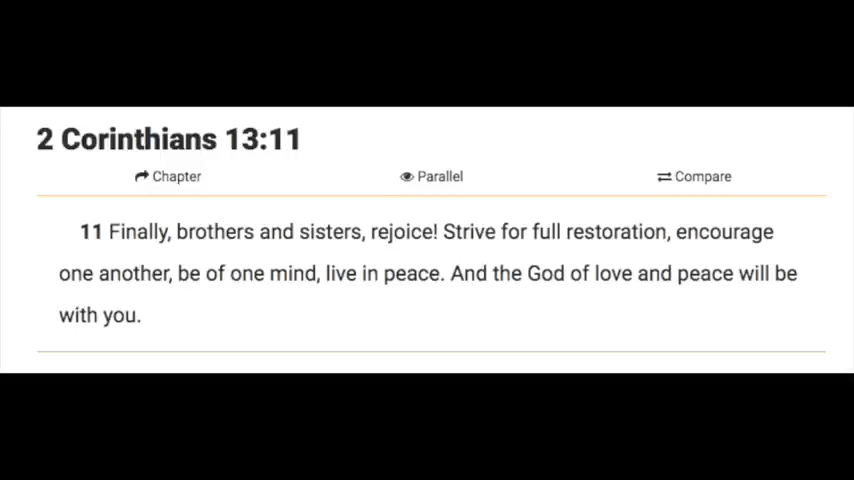 2 Corinthians 13:11
Chapter Parallel Compare
11 Finally, brothers and sisters, rejoice! Strive for full restoration, encourage
one another, be of one mind, live in peace. And the God of love and peace will be
with you.